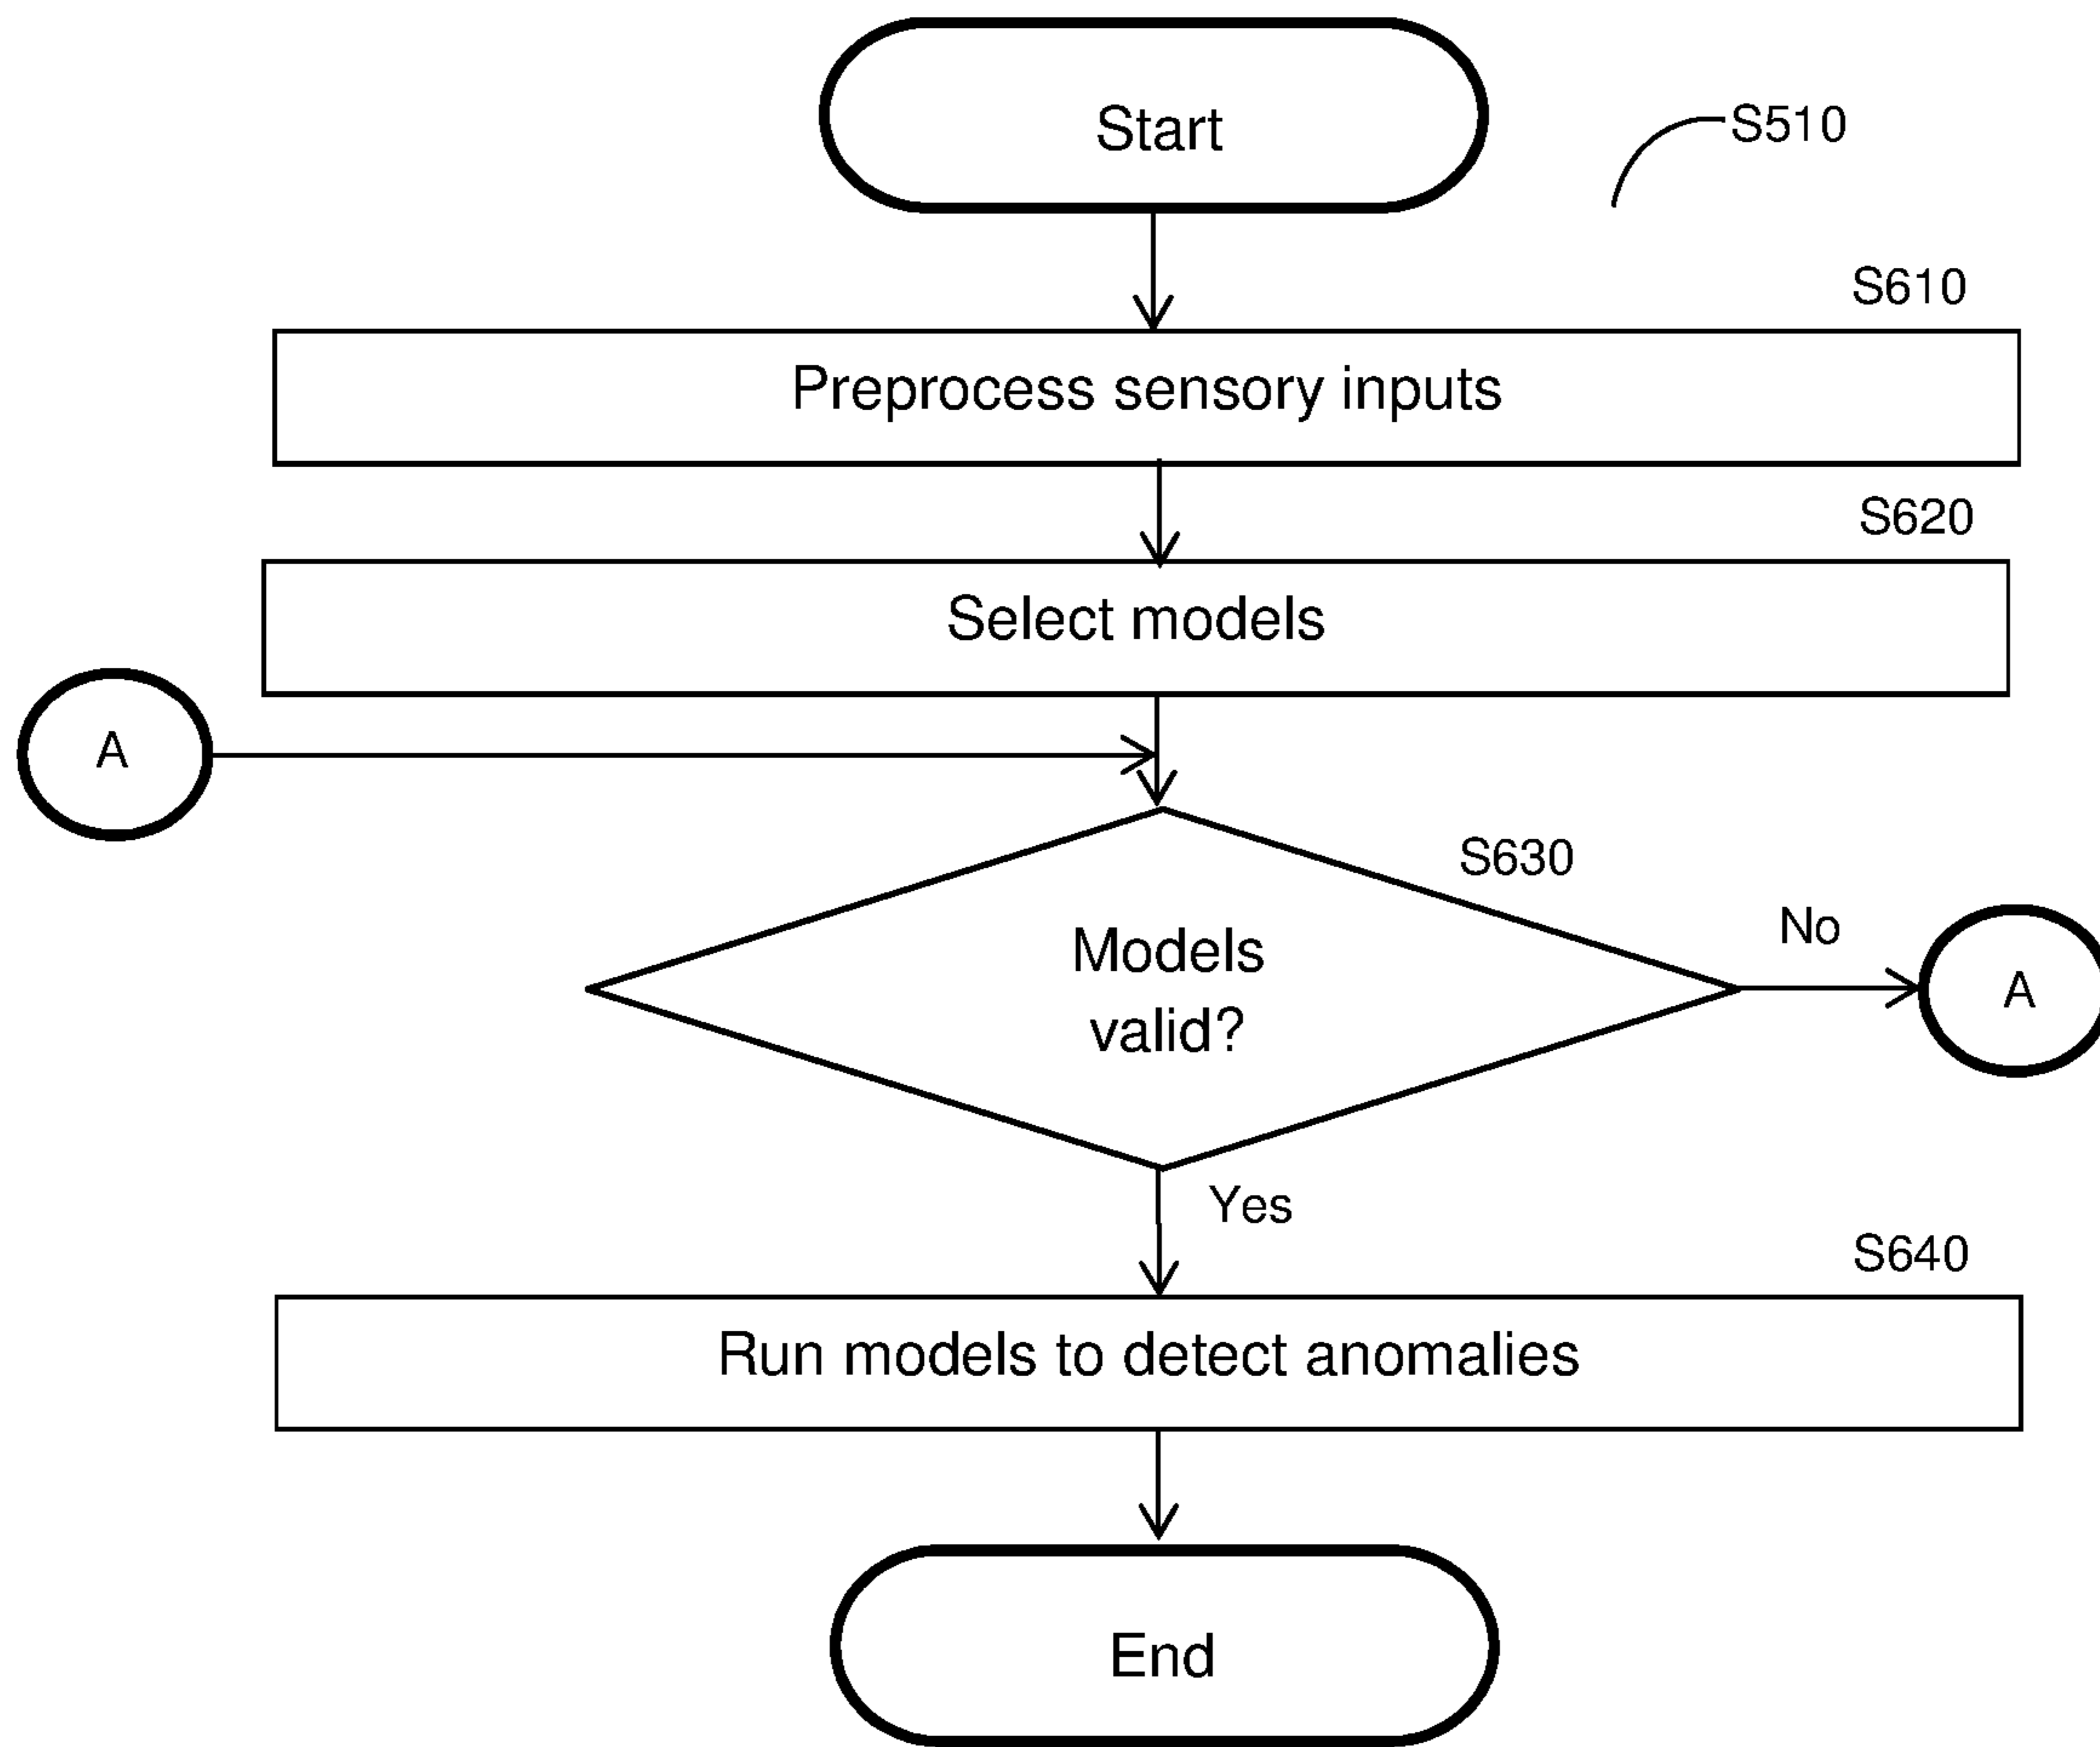 Start
S510
S610
Preprocess sensory inputs
S620
Select models
A
S630
Models
valid?
No
A
Yes
S640
Run models to detect anomalies
End